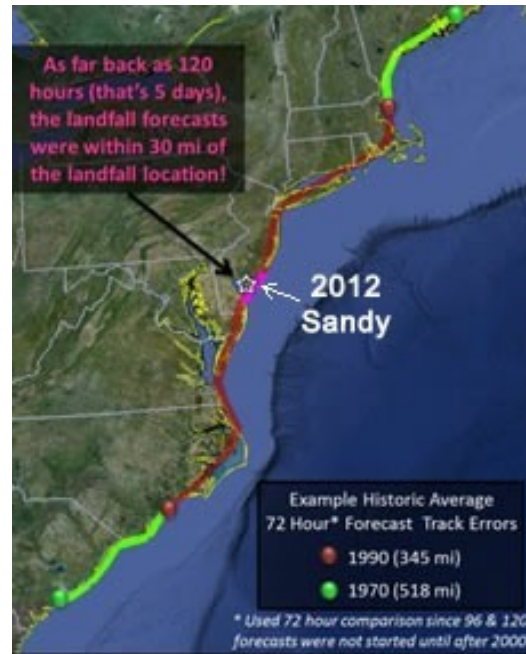 As far back as 120
hours (that's 5 days),
the landfall forecasts
were within 30 mi of
the landfall location!
2012
Sandy
Example Historic Average
72 Hour* Forecast Track Errors
1990 (345 mi)
1970 (518 mi)
* Used 72 hour comparison since 96 & 120
forecasts were not started until after 2000